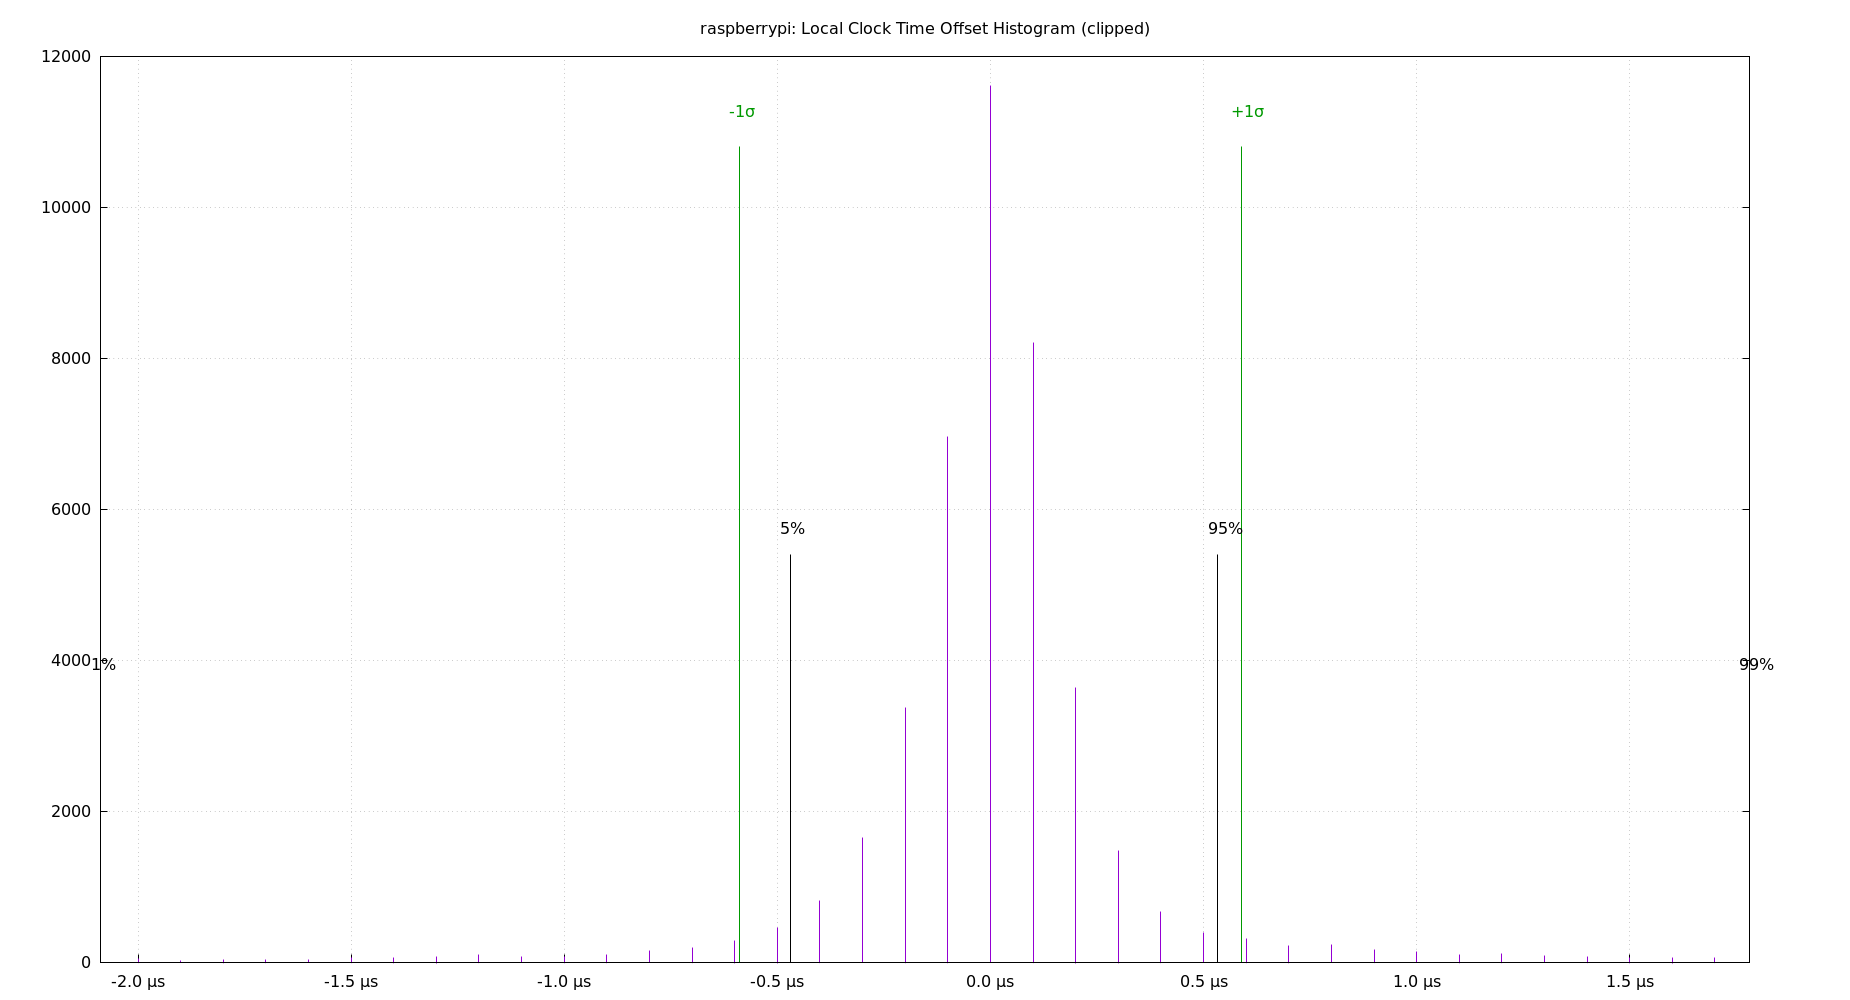 raspberrypi: Local Clock Time Offset Histogram (clipped)
12000
-1σ
+1σ
10000
8000
6000
5%
95%
4000
1%
99%
2000
0
-2.0 µs
-1.5 µs
-1.0 µs
-0.5 µs
0.0 µs
0.5 µs
1.0 µs
1.5 µs